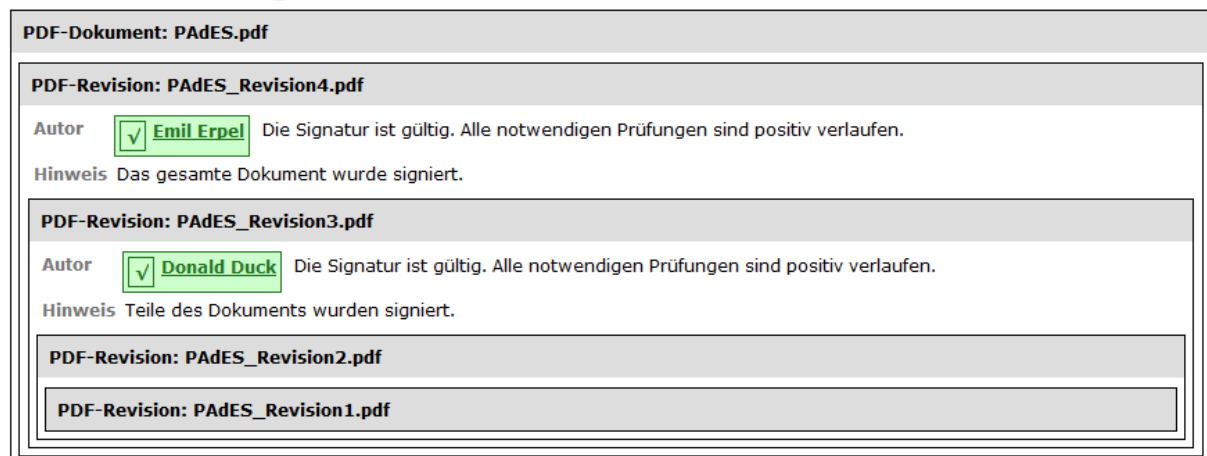 PDF-Dokument: PAdES.pdf
PDF-Revision: PAdES_Revision4.pdf
Autor √ Emil Erpel Die Signatur ist gültig. Alle notwendigen Prüfungen sind positiv verlaufen.
Hinweis Das gesamte Dokument wurde signiert.
PDF-Revision: PAdES_Revision3.pdf
Autor √ Donald Duck Die Signatur ist gültig. Alle notwendigen Prüfungen sind positiv verlaufen.
Hinweis Teile des Dokuments wurden signiert.
PDF-Revision: PAdES_Revision2.pdf
PDF-Revision: PAdES_Revision1.pdf